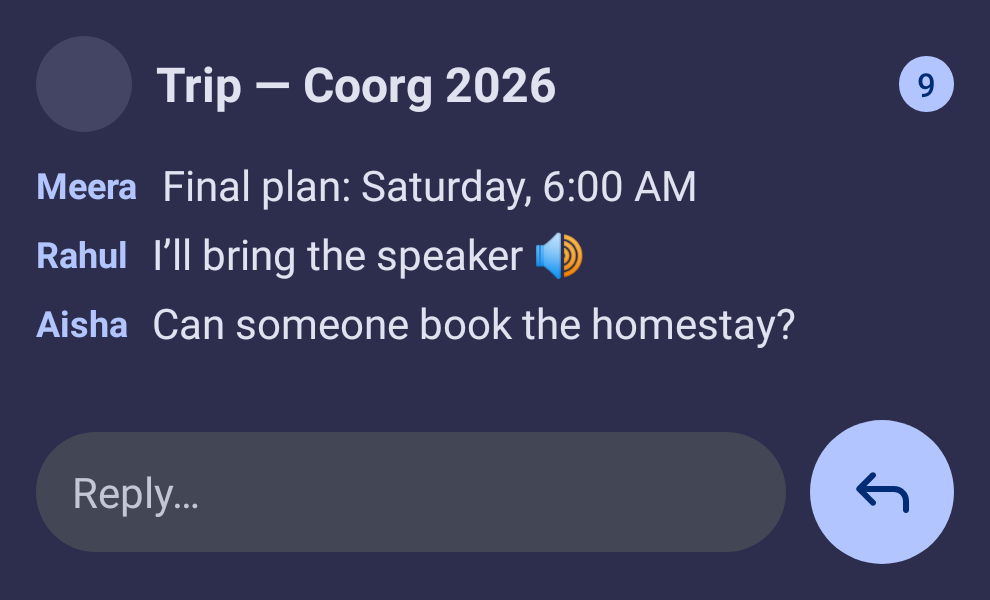 Trip — Coorg 2026
9
Meera Final plan: Saturday, 6:00 AM
Rahul I’ll bring the speaker 🔊
Aisha Can someone book the homestay?
Reply…